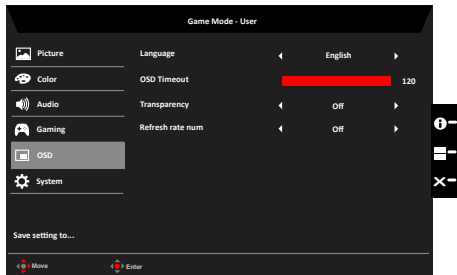 Game Mode - User
Picture
Color
Audio
Gaming
OSD
System
Language English
OSD Timeout 120
Transparency Off
Refresh rate num Off
Save setting to...
Move Enter